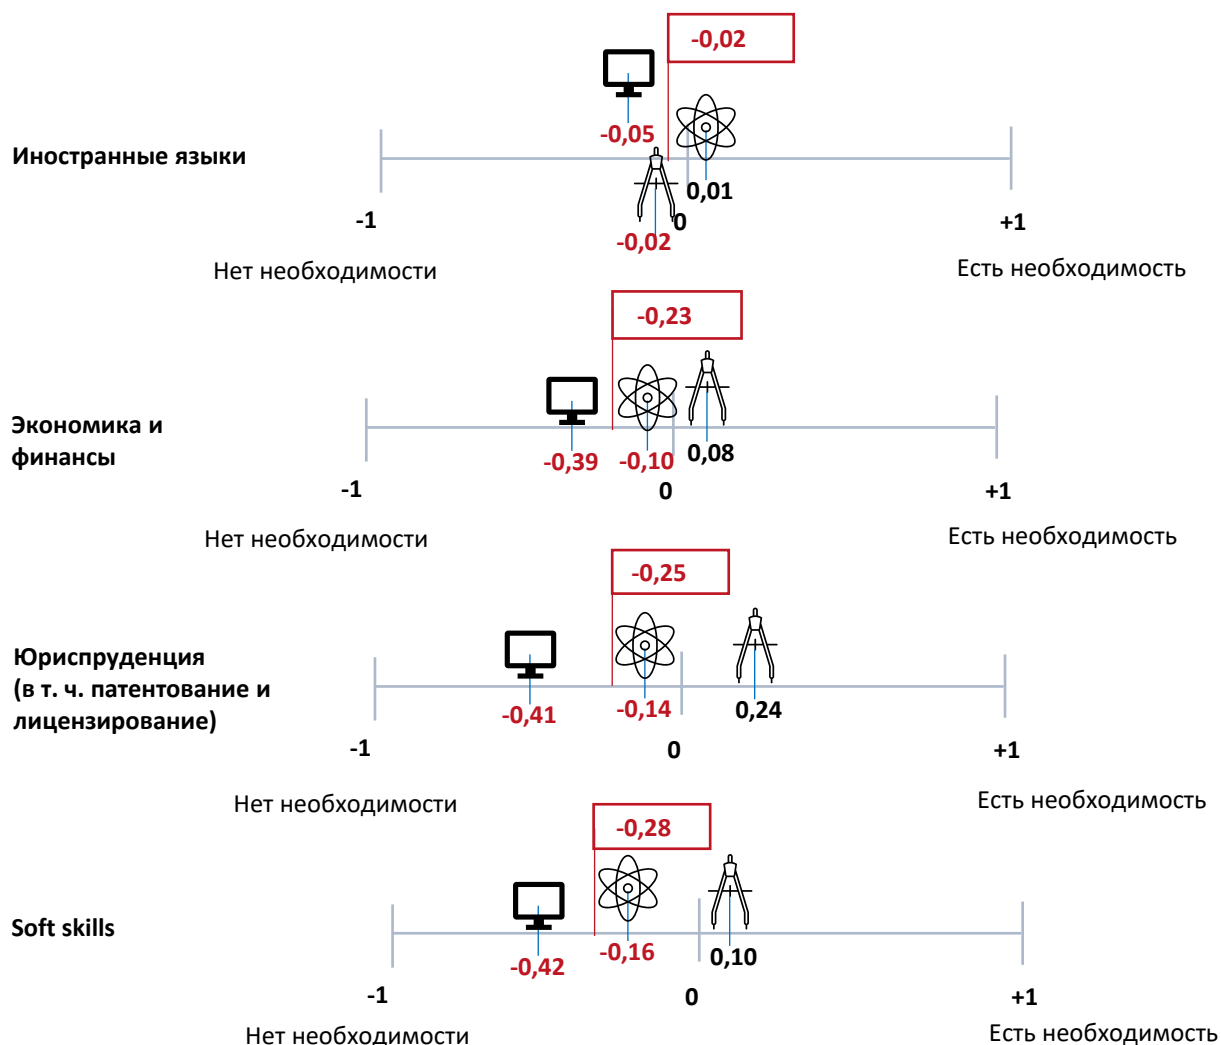 -0,02
-0,05
Иностранные языки
0,01
-1
0
+1
-0,02
Нет необходимости
Есть необходимость
-0,23
Экономика и
финансы
-0,39
-0,10
0,08
-1
0
+1
Нет необходимости
Есть необходимость
-0,25
Юриспруденция
(в т. ч. патентование и
лицензирование)
-0,41
-0,14
0,24
-1
0
+1
Нет необходимости
Есть необходимость
-0,28
Soft skills
-0,42
-0,16
0,10
-1
0
+1
Нет необходимости
Есть необходимость